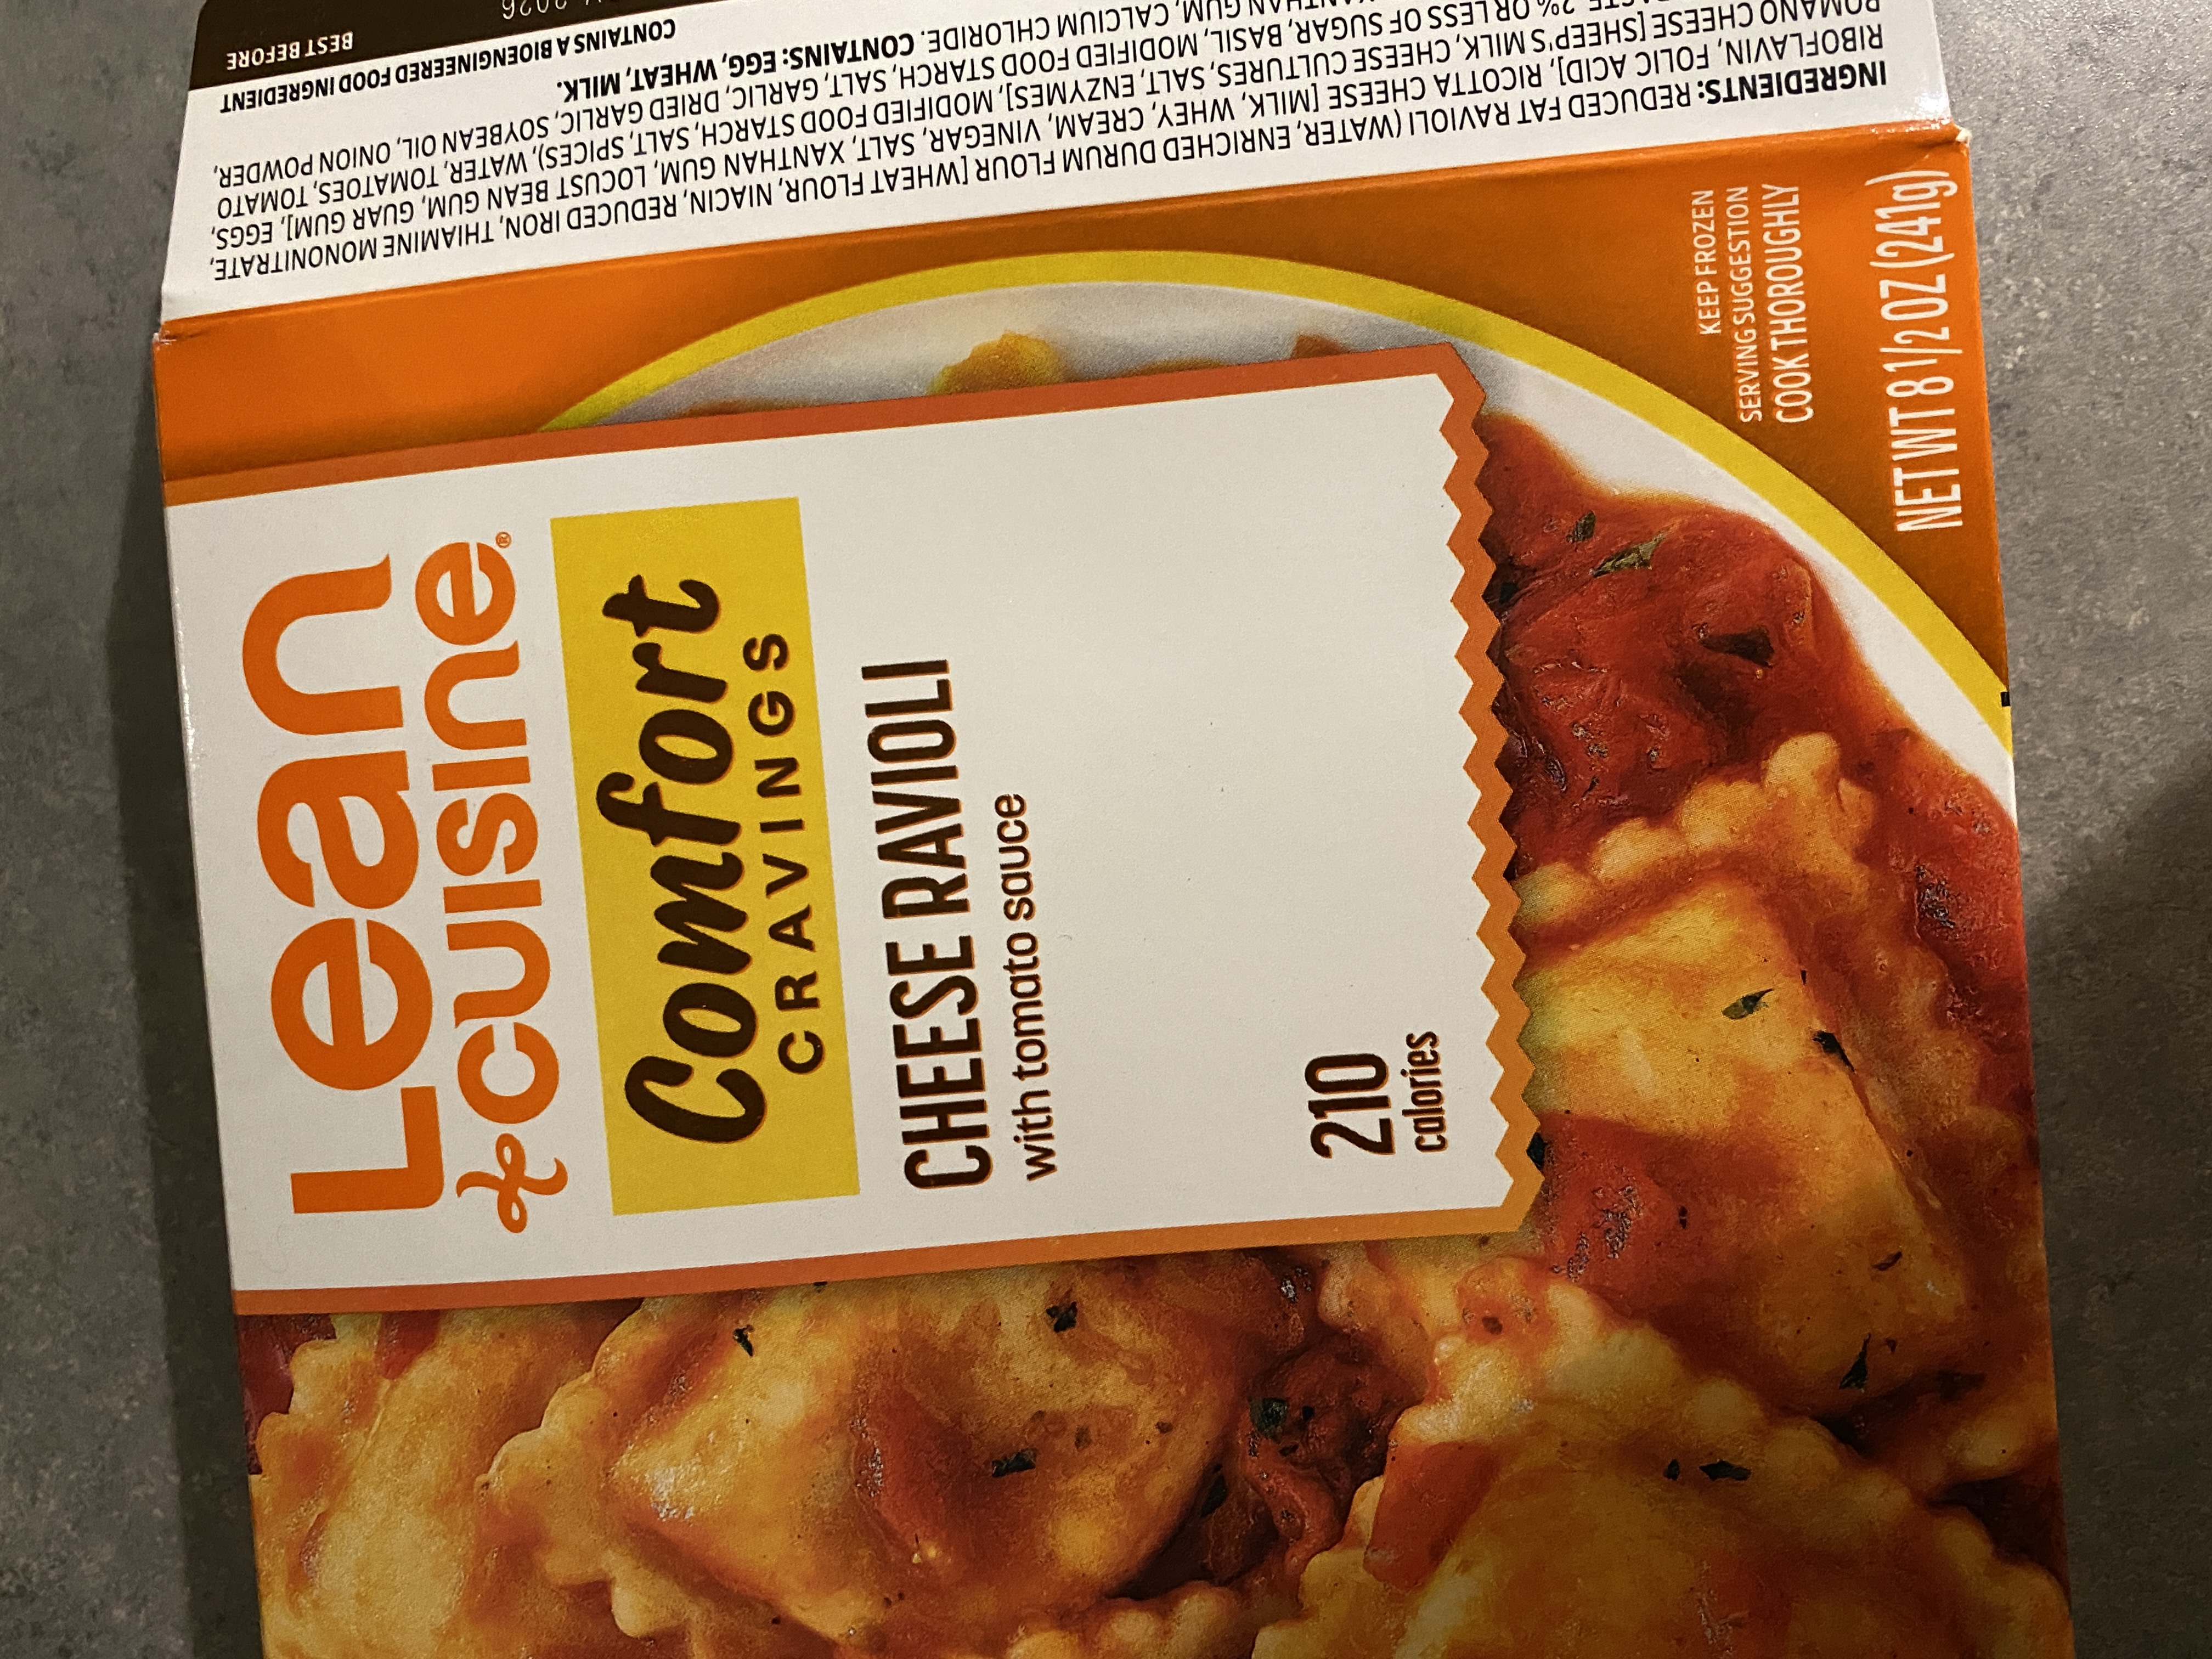 Lean
cuisine®
Comfort
CRAVINGS
CHEESE RAVIOLI
with tomato sauce
210
calories
KEEP FROZEN
SERVING SUGGESTION
COOK THOROUGHLY
NET WT 8 1/2 OZ (241g)
INGREDIENTS: REDUCED FAT RAVIOLI (WATER, ENRICHED DURUM FLOUR [WHEAT FLOUR, NIACIN, REDUCED IRON, THIAMINE MONONITRATE,
RIBOFLAVIN, FOLIC ACID], RICOTTA CHEESE [MILK, WHEY, CREAM, VINEGAR, SALT, XANTHAN GUM, LOCUST BEAN GUM, GUAR GUM], EGGS,
ROMANO CHEESE [SHEEP'S MILK, CHEESE CULTURES, SALT, ENZYMES], MODIFIED FOOD STARCH, SALT, SPICES), WATER, TOMATOES, TOMATO
2% OR LESS OF SUGAR, BASIL, MODIFIED FOOD STARCH, SALT, GARLIC, DRIED GARLIC, SOYBEAN OIL, ONION POWDER,
GUM, CALCIUM CHLORIDE. CONTAINS: EGG, WHEAT, MILK.
CONTAINS A BIOENGINEERED FOOD INGREDIENT
BEST BEFORE
2026